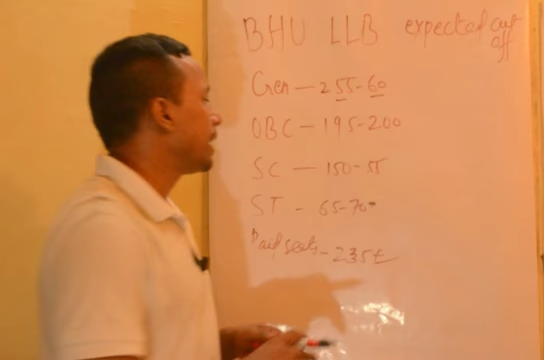 BHU LLB expected cut off
Gen — 255-60
OBC — 195-200
SC — 150-55
ST - 65-70
Paid seats - 235±